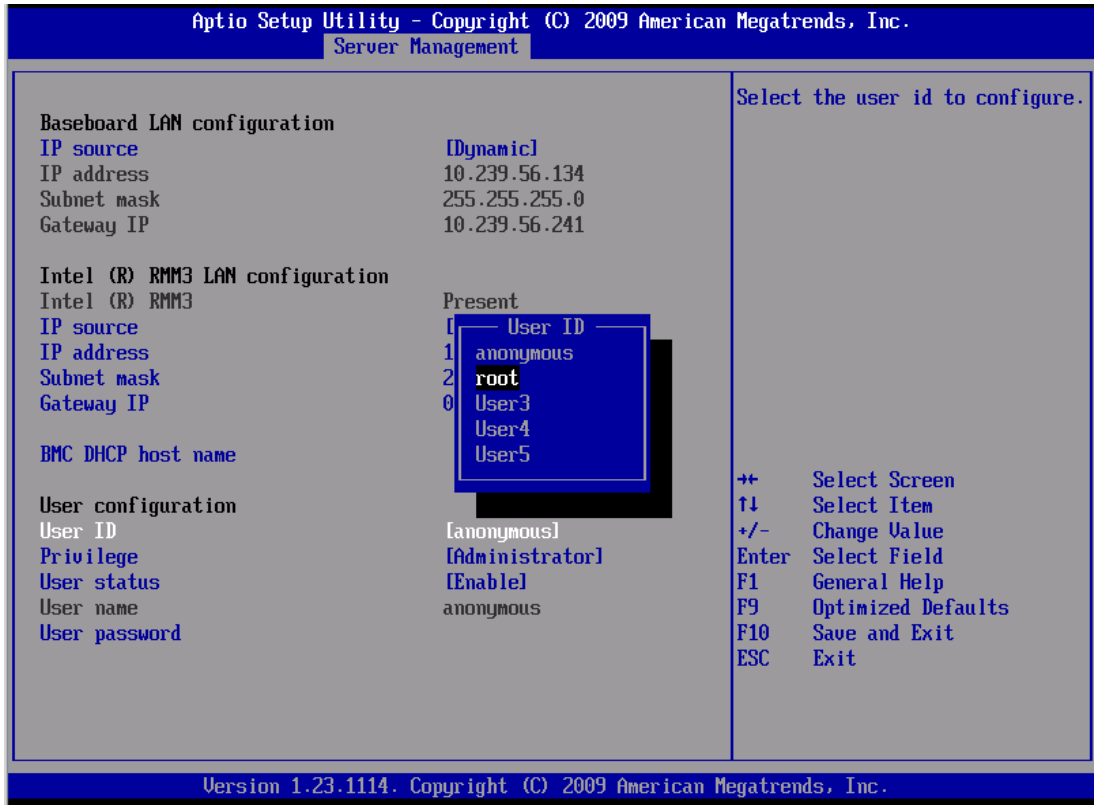 Aptio Setup Utility - Copyright (C) 2009 American Megatrends, Inc.
Server Management
Baseboard LAN configuration
IP source [Dynamic]
IP address 10.239.56.134
Subnet mask 255.255.255.0
Gateway IP 10.239.56.241
Intel (R) RMM3 LAN configuration
Intel (R) RMM3 Present
IP source [
IP address 1
Subnet mask 2
Gateway IP 0
BMC DHCP host name
User configuration
User ID [anonymous]
Privilege [Administrator]
User status [Enable]
User name anonymous
User password
User ID
anonymous
root
User3
User4
User5
Select the user id to configure.
→← Select Screen
↑↓ Select Item
+/- Change Value
Enter Select Field
F1 General Help
F9 Optimized Defaults
F10 Save and Exit
ESC Exit
Version 1.23.1114. Copyright (C) 2009 American Megatrends, Inc.